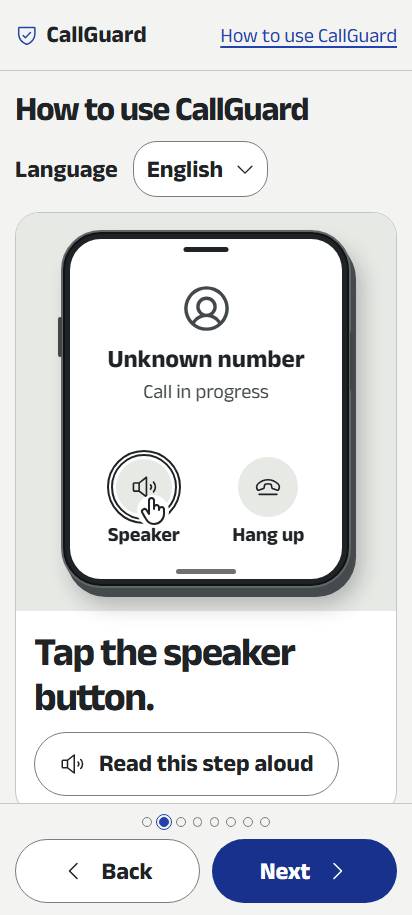 CallGuard
How to use CallGuard
How to use CallGuard
Language
English
Unknown number
Call in progress
Speaker
Hang up
Tap the speaker
button.
Read this step aloud
Back
Next